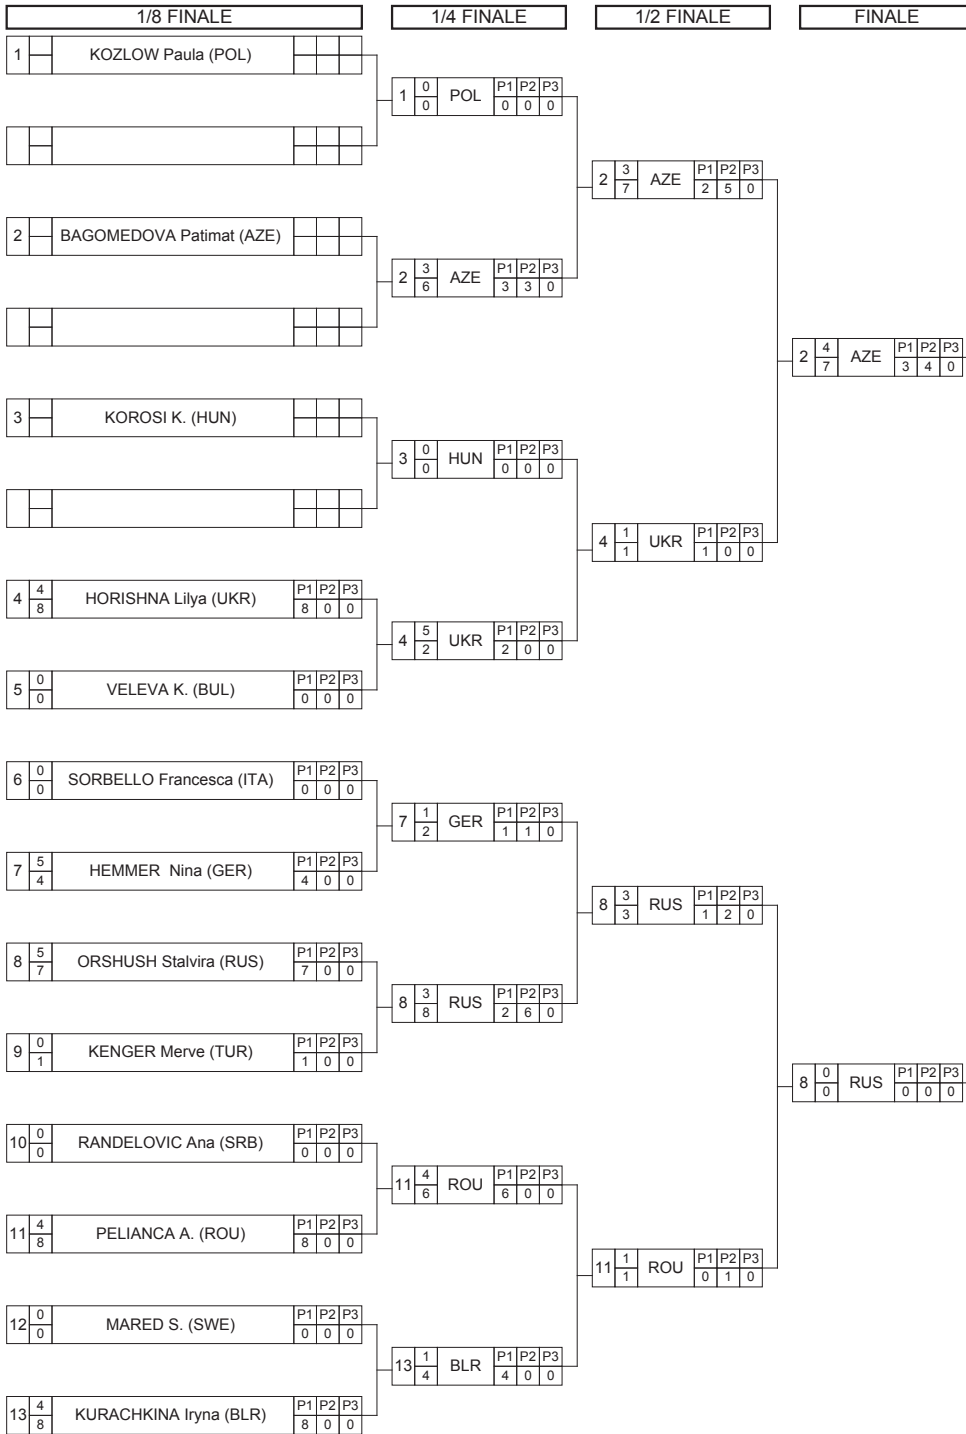 1/8 FINALE
1/4 FINALE
1/2 FINALE
FINALE
1 KOZLOW Paula (POL)
1 0 0 POL P1 P2 P3 0 0 0
2 3 7 AZE P1 P2 P3 2 5 0
2 BAGOMEDOVA Patimat (AZE)
2 3 6 AZE P1 P2 P3 3 3 0
2 4 7 AZE P1 P2 P3 3 4 0
3 KOROSI K. (HUN)
3 0 0 HUN P1 P2 P3 0 0 0
4 1 1 UKR P1 P2 P3 1 0 0
4 4 8 HORISHNA Lilya (UKR) P1 P2 P3 8 0 0
4 5 2 UKR P1 P2 P3 2 0 0
5 0 0 VELEVA K. (BUL) P1 P2 P3 0 0 0
6 0 0 SORBELLO Francesca (ITA) P1 P2 P3 0 0 0
7 1 2 GER P1 P2 P3 1 1 0
7 5 4 HEMMER Nina (GER) P1 P2 P3 4 0 0
8 3 3 RUS P1 P2 P3 1 2 0
8 5 7 ORSHUSH Stalvira (RUS) P1 P2 P3 7 0 0
8 3 8 RUS P1 P2 P3 2 6 0
9 0 1 KENGER Merve (TUR) P1 P2 P3 1 0 0
8 0 0 RUS P1 P2 P3 0 0 0
10 0 0 RANDELOVIC Ana (SRB) P1 P2 P3 0 0 0
11 4 6 ROU P1 P2 P3 6 0 0
11 4 8 PELIANCA A. (ROU) P1 P2 P3 8 0 0
11 1 1 ROU P1 P2 P3 0 1 0
12 0 0 MARED S. (SWE) P1 P2 P3 0 0 0
13 1 4 BLR P1 P2 P3 4 0 0
13 4 8 KURACHKINA Iryna (BLR) P1 P2 P3 8 0 0